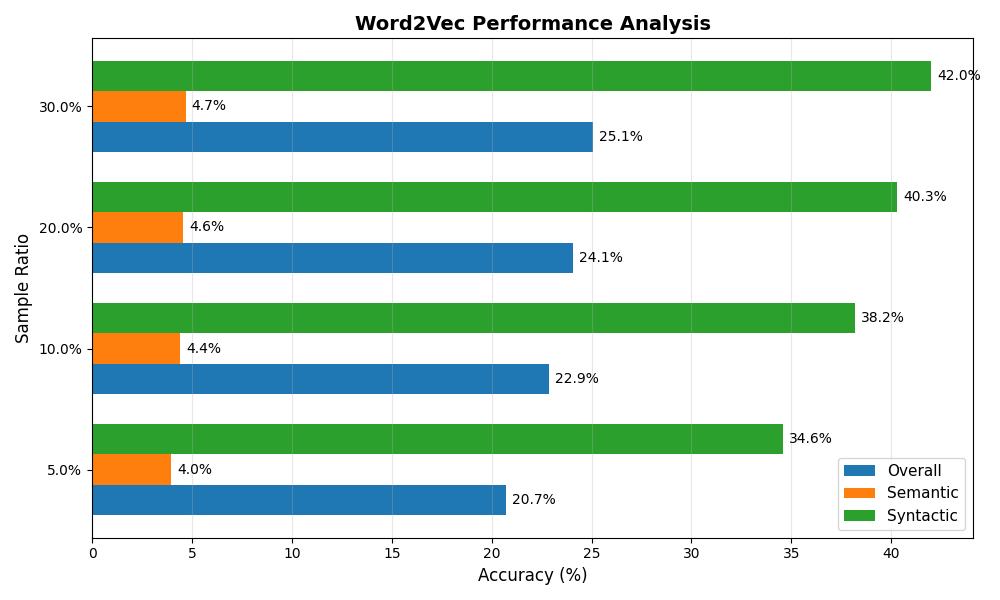 Word2Vec Performance Analysis
42.0%
30.0%
4.7%
25.1%
40.3%
20.0%
4.6%
24.1%
38.2%
10.0%
4.4%
22.9%
34.6%
5.0%
4.0%
20.7%
Sample Ratio
Overall
Semantic
Syntactic
0 5 10 15 20 25 30 35 40
Accuracy (%)